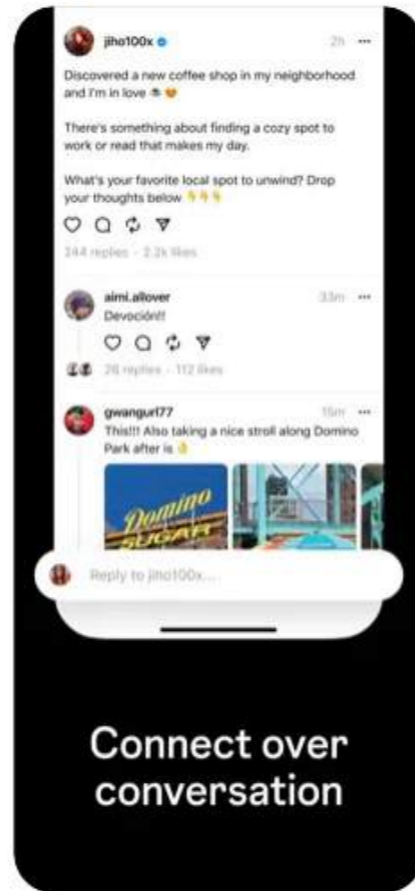 jiho100x 2h
Discovered a new coffee shop in my neighborhood
and I'm in love ☕🧡
There's something about finding a cozy spot to
work or read that makes my day.
What's your favorite local spot to unwind? Drop
your thoughts below 👇👇👇
244 replies · 2.2k likes
aimi.allover 33m
Devoción!!
26 replies · 112 likes
gwangurl77 15m
This!!! Also taking a nice stroll along Domino
Park after is 👌
Domino
SUGAR
Reply to jiho100x...
Connect over
conversation